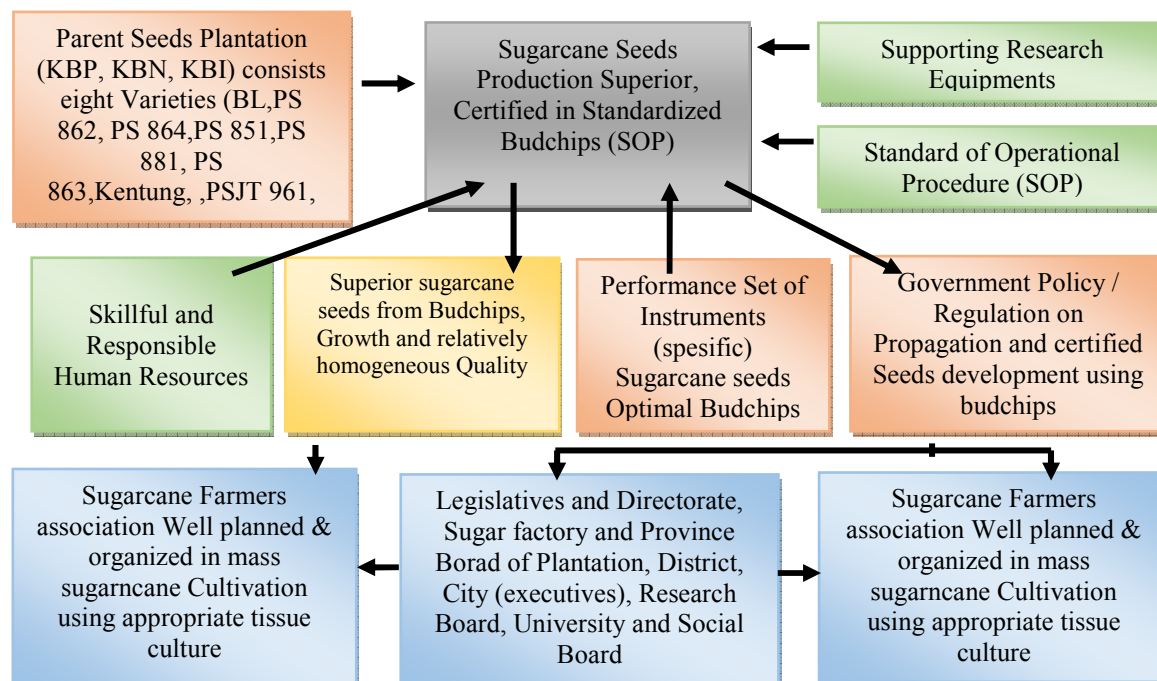 Parent Seeds Plantation
(KBP, KBN, KBI) consists
eight Varieties (BL,PS
862, PS 864,PS 851,PS
881, PS
863,Kentung, ,PSJT 961,
Sugarcane Seeds
Production Superior,
Certified in Standardized
Budchips (SOP)
Supporting Research
Equipments
Standard of Operational
Procedure (SOP)
Skillful and
Responsible
Human Resources
Superior sugarcane
seeds from Budchips,
Growth and relatively
homogeneous Quality
Performance Set of
Instruments
(spesific)
Sugarcane seeds
Optimal Budchips
Government Policy /
Regulation on
Propagation and certified
Seeds development using
budchips
Sugarcane Farmers
association Well planned &
organized in mass
sugarncane Cultivation
using appropriate tissue
culture
Legislatives and Directorate,
Sugar factory and Province
Borad of Plantation, District,
City (executives), Research
Board, University and Social
Board
Sugarcane Farmers
association Well planned &
organized in mass
sugarncane Cultivation
using appropriate tissue
culture